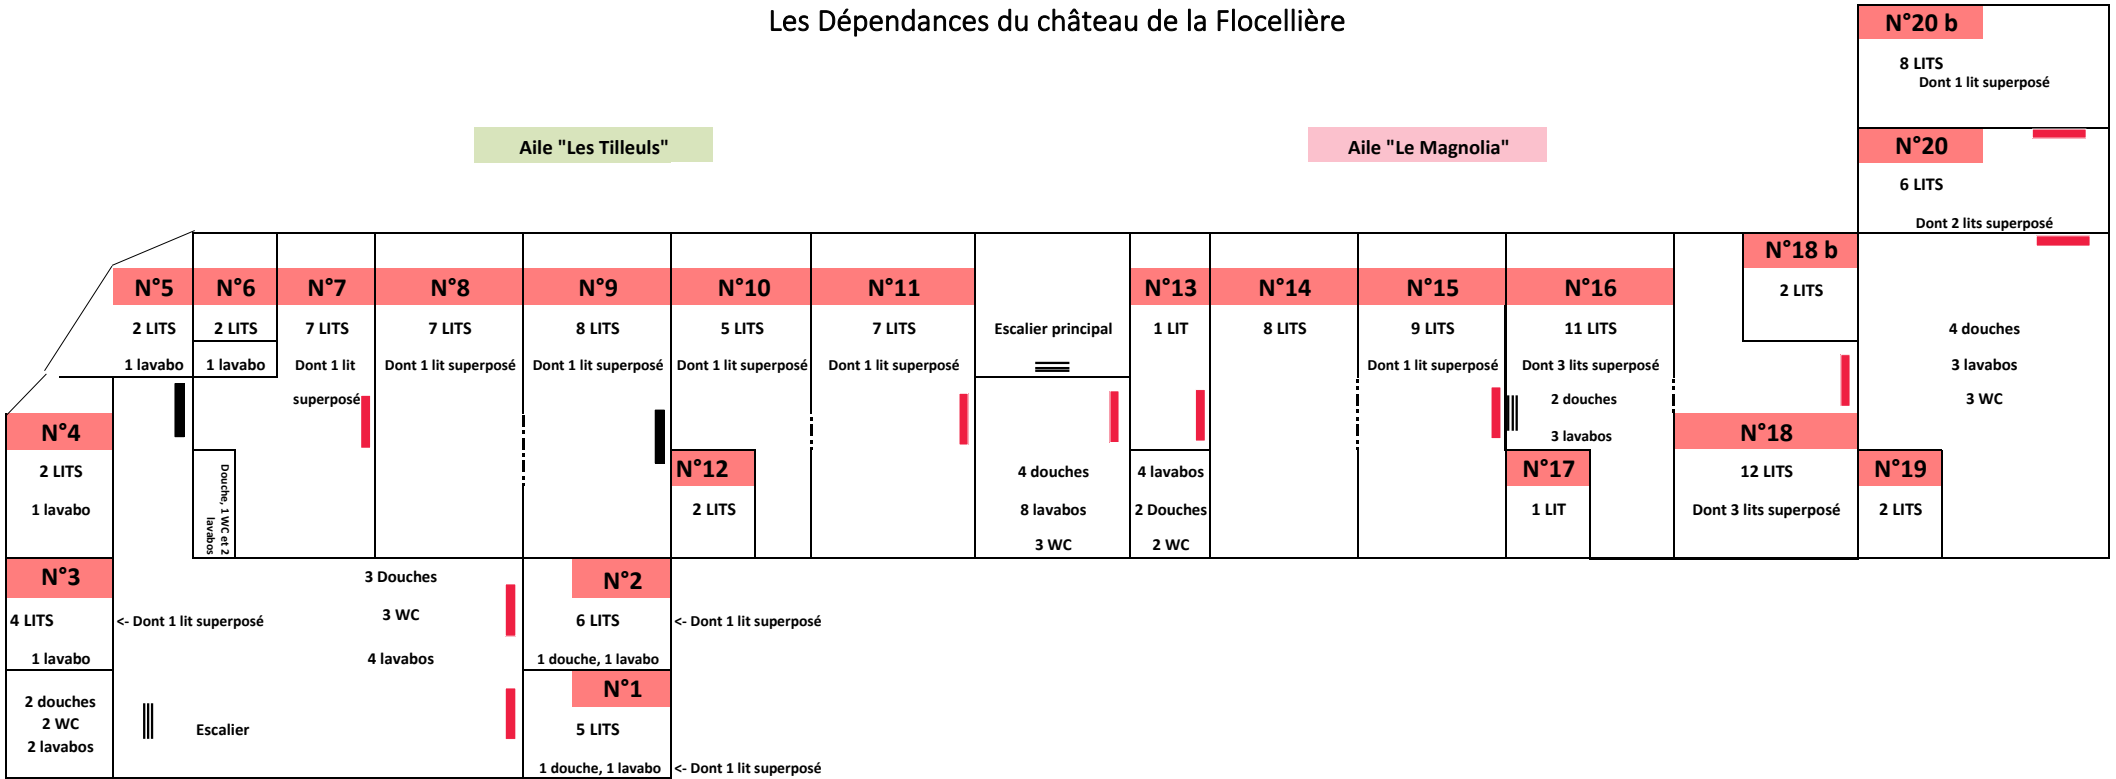 Les Dépendances du château de la Flocellière
N°20 b
8 LITS
Dont 1 lit superposé
Aile "Les Tilleuls"
Aile "Le Magnolia"
N°20
6 LITS
Dont 2 lits superposé
N°5
2 LITS
1 lavabo
N°6
2 LITS
1 lavabo
N°7
7 LITS
Dont 1 lit
superposé
N°8
7 LITS
Dont 1 lit superposé
N°9
8 LITS
Dont 1 lit superposé
N°10
5 LITS
Dont 1 lit superposé
N°11
7 LITS
Dont 1 lit superposé
Escalier principal
N°13
1 LIT
N°14
8 LITS
N°15
9 LITS
Dont 1 lit superposé
N°16
11 LITS
Dont 3 lits superposé
2 douches
3 lavabos
N°18 b
2 LITS
4 douches
3 lavabos
3 WC
N°4
2 LITS
1 lavabo
Douche, 1 WC et 2
lavabos
N°12
2 LITS
4 douches
8 lavabos
3 WC
4 lavabos
2 Douches
2 WC
N°17
1 LIT
N°18
12 LITS
Dont 3 lits superposé
N°19
2 LITS
N°3
4 LITS
<- Dont 1 lit superposé
1 lavabo
3 Douches
3 WC
4 lavabos
N°2
6 LITS
<- Dont 1 lit superposé
1 douche, 1 lavabo
2 douches
2 WC
2 lavabos
Escalier
N°1
5 LITS
1 douche, 1 lavabo
<- Dont 1 lit superposé